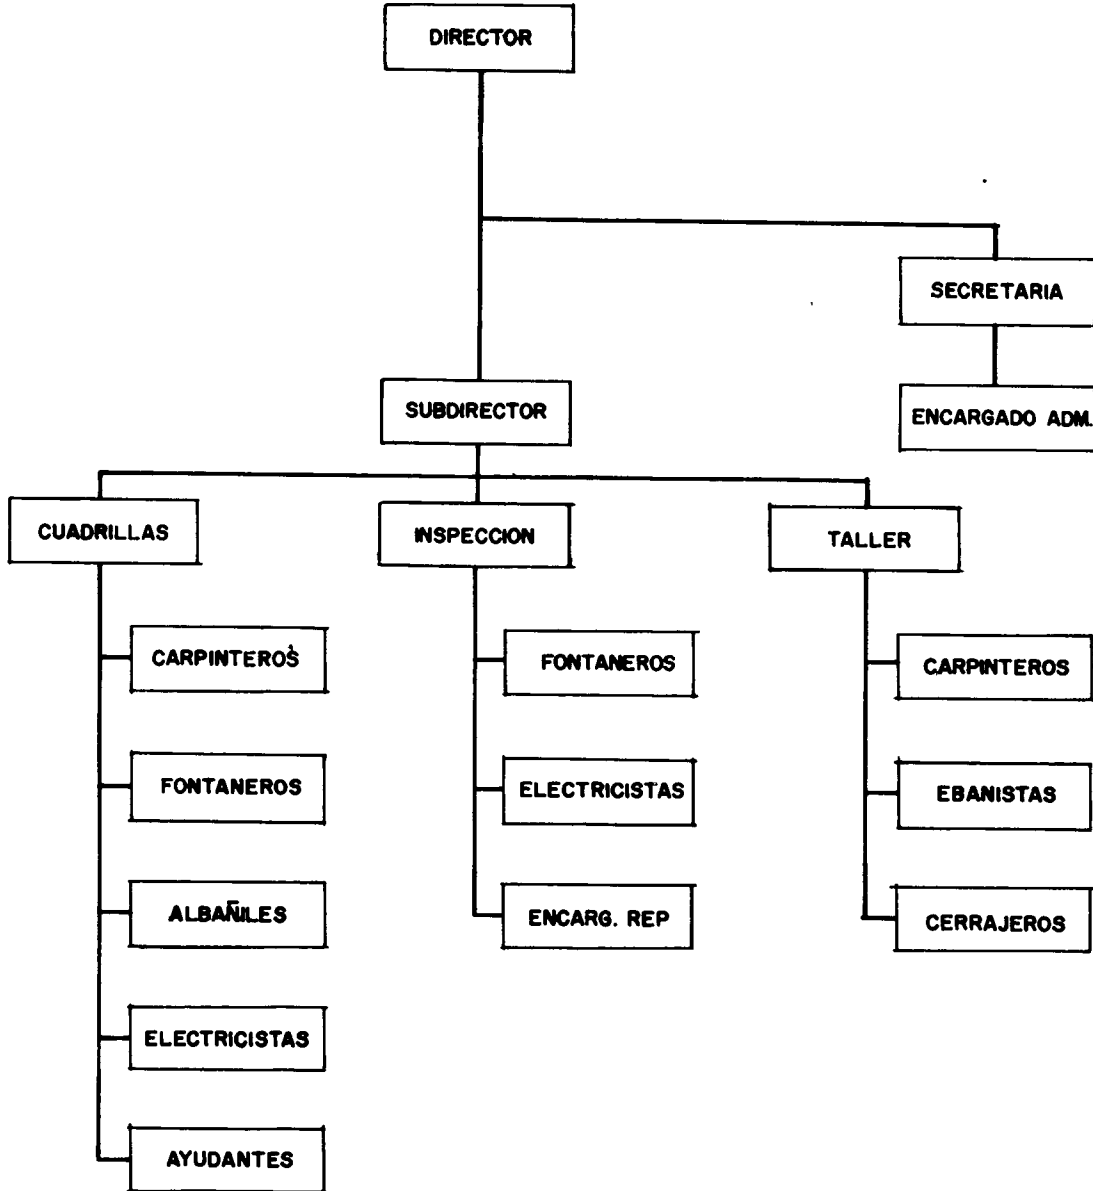 DIRECTOR
SECRETARIA
SUBDIRECTOR
ENCARGADO ADM.
CUADRILLAS
INSPECCION
TALLER
CARPINTEROS
FONTANEROS
CARPINTEROS
FONTANEROS
ELECTRICISTAS
EBANISTAS
ALBAÑILES
ENCARG. REP
CERRAJEROS
ELECTRICISTAS
AYUDANTES